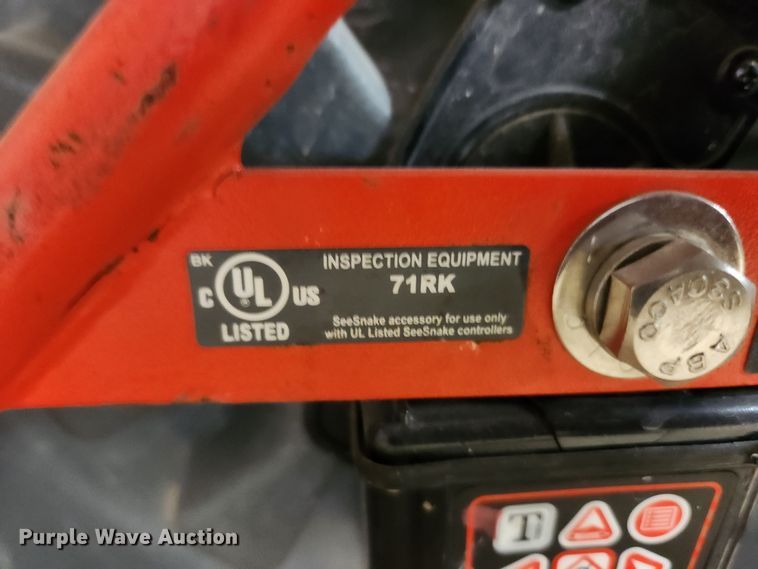 BK
C UL ® US
LISTED
INSPECTION EQUIPMENT
71RK
SeeSnake accessory for use only
with UL Listed SeeSnake controllers
T
Purple Wave Auction®